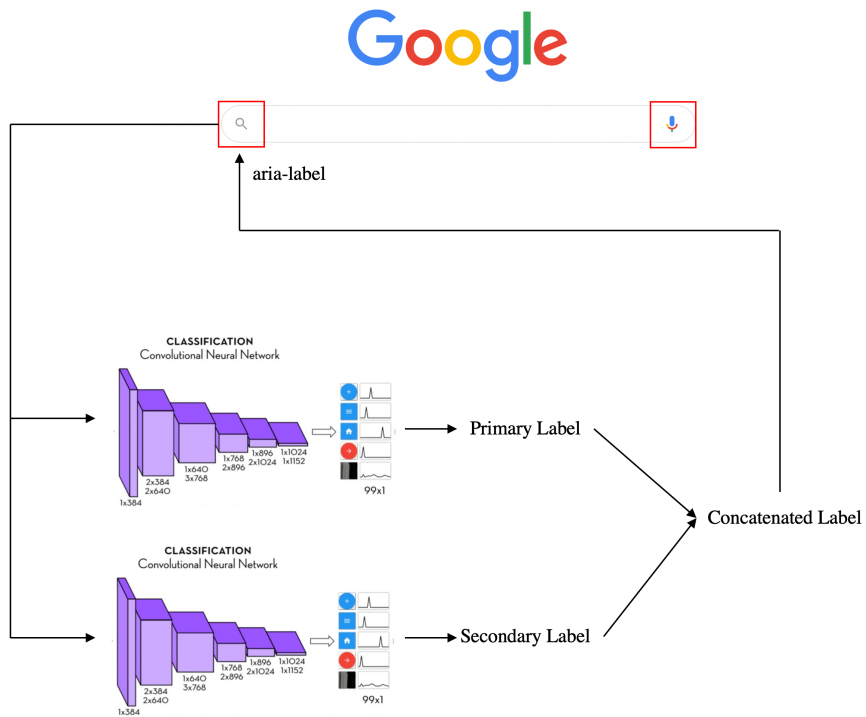 Google
aria-label
CLASSIFICATION
Convolutional Neural Network
1x384
2x384
2x640
1x640
3x768
1x768
2x896
1x896
2x1024
1x1024
1x1152
99x1
Primary Label
Concatenated Label
CLASSIFICATION
Convolutional Neural Network
1x384
2x384
2x640
1x640
3x768
1x768
2x896
1x896
2x1024
1x1024
1x1152
99x1
Secondary Label